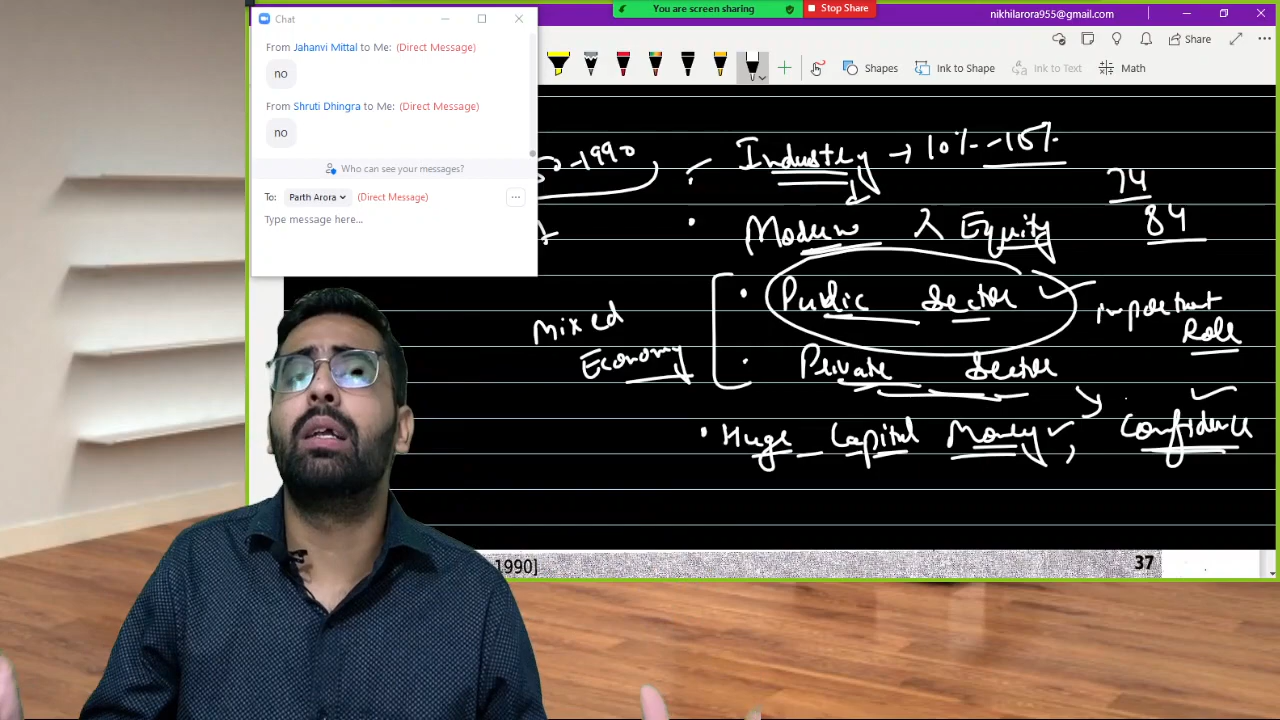 Chat
You are screen sharing
Stop Share
nikhilarora955@gmail.com
From Jahanvi Mittal to Me: (Direct Message)
no
From Shruti Dhingra to Me: (Direct Message)
no
Who can see your messages?
To: Parth Arora (Direct Message)
Type message here...
Share
Shapes
Ink to Shape
Ink to Text
Math
-1990
Industry → 10% -15%
74
Modern & Equity
84
Public Sector
important
Role
Mixed
Economy
Private Sector
Huge Capital Money,
Confidence
1990]
37